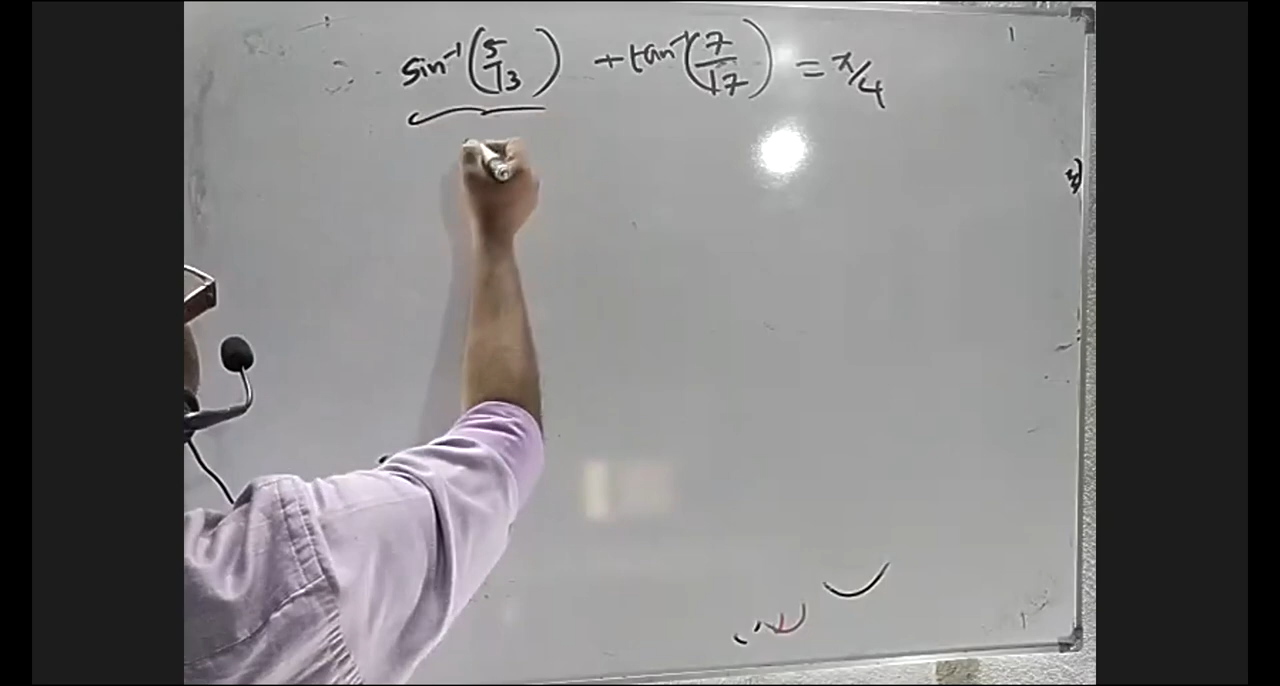 sin⁻¹(5/13) + tan⁻¹(7/17) = π/4